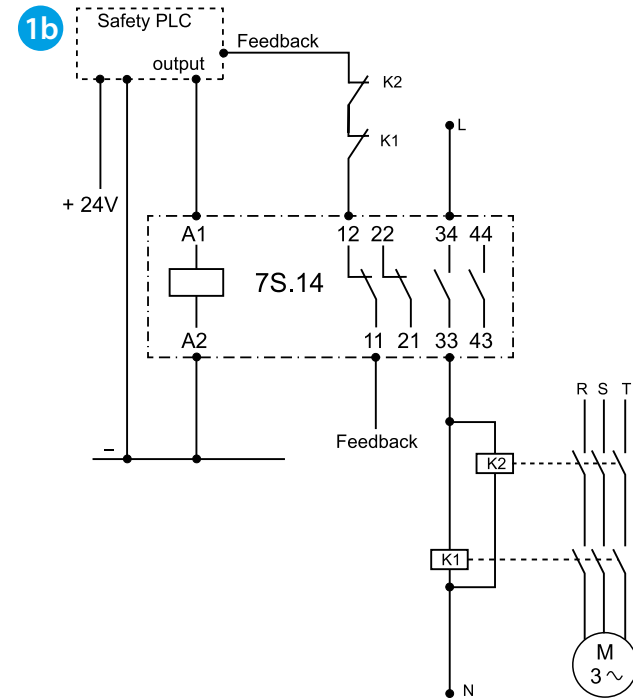 1b
Safety PLC
output
Feedback
K2
K1
L
+ 24V
A1
12 22
34 44
7S.14
A2
11 21
33 43
Feedback
–
R S T
K2
K1
M
3 ~
N